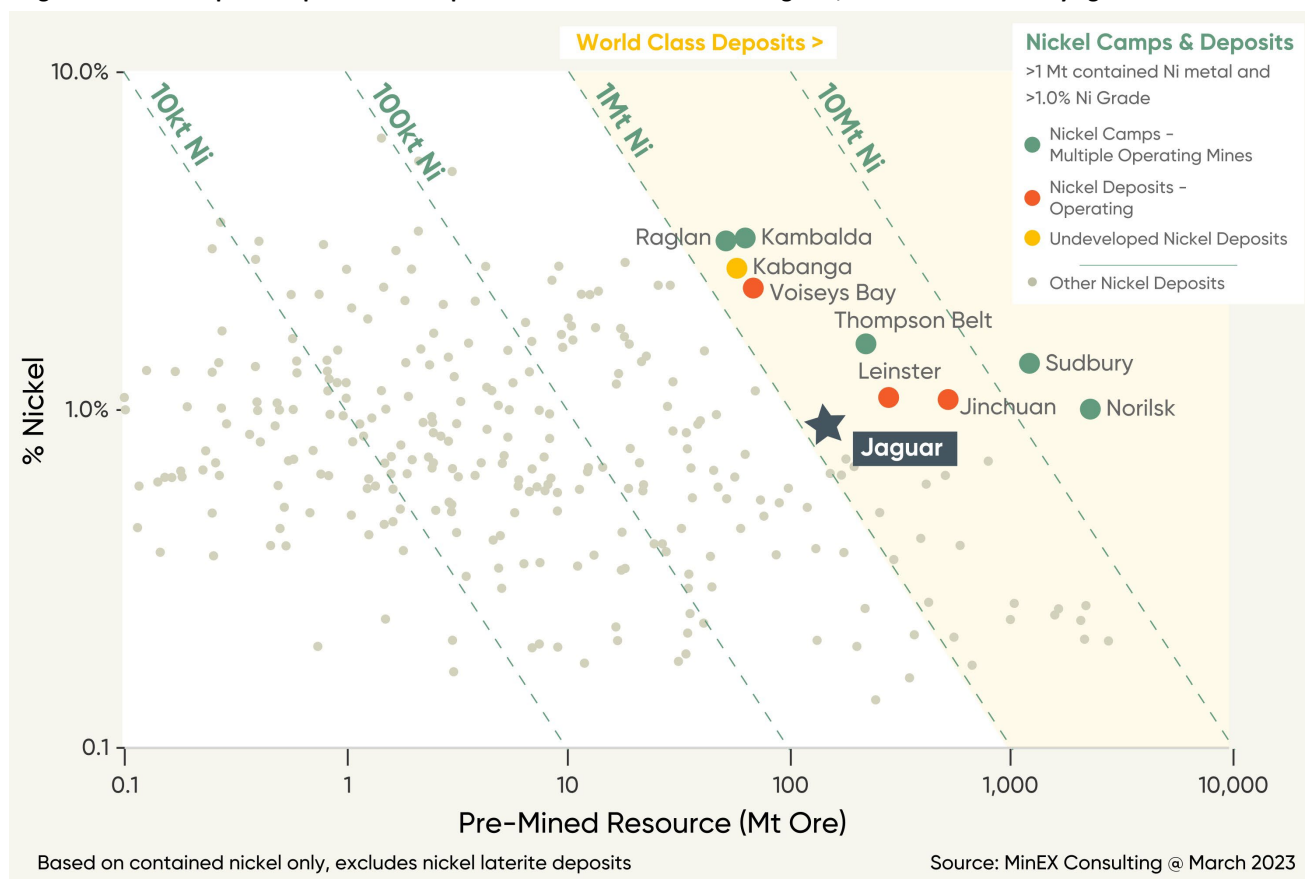 World Class Deposits >
Nickel Camps & Deposits
>1 Mt contained Ni metal and
>1.0% Ni Grade
Nickel Camps -
Multiple Operating Mines
Nickel Deposits -
Operating
Undeveloped Nickel Deposits
Other Nickel Deposits
10.0%
1.0%
0.1
% Nickel
10kt Ni
100kt Ni
1Mt Ni
10Mt Ni
Raglan
Kambalda
Kabanga
Voiseys Bay
Thompson Belt
Sudbury
Leinster
Jinchuan
Norilsk
Jaguar
0.1
1
10
100
1,000
10,000
Pre-Mined Resource (Mt Ore)
Based on contained nickel only, excludes nickel laterite deposits
Source: MinEX Consulting @ March 2023